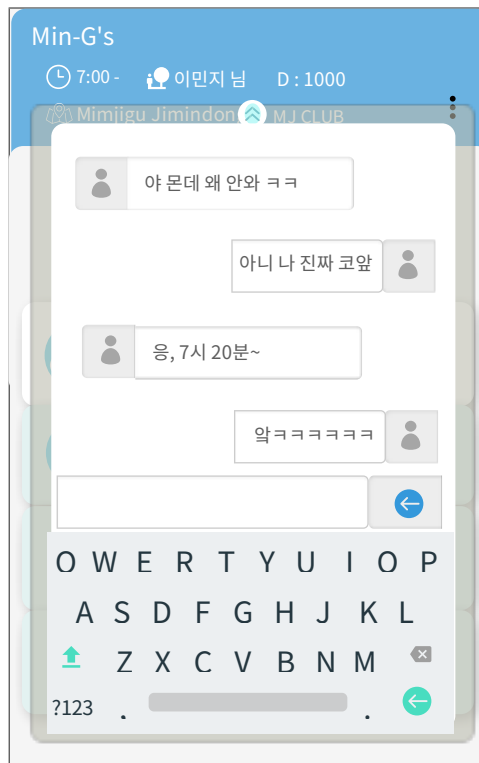 Min-G's
7:00 - 이민지 님 D : 1000
Mimjigu Jimindon MJ CLUB
야 몬데 왜 안와 ㅋㅋ
아니 나 진짜 코앞
응, 7시 20분~
앜ㅋㅋㅋㅋㅋㅋ
Q W E R T Y U I O P
A S D F G H J K L
Z X C V B N M
?123 , .